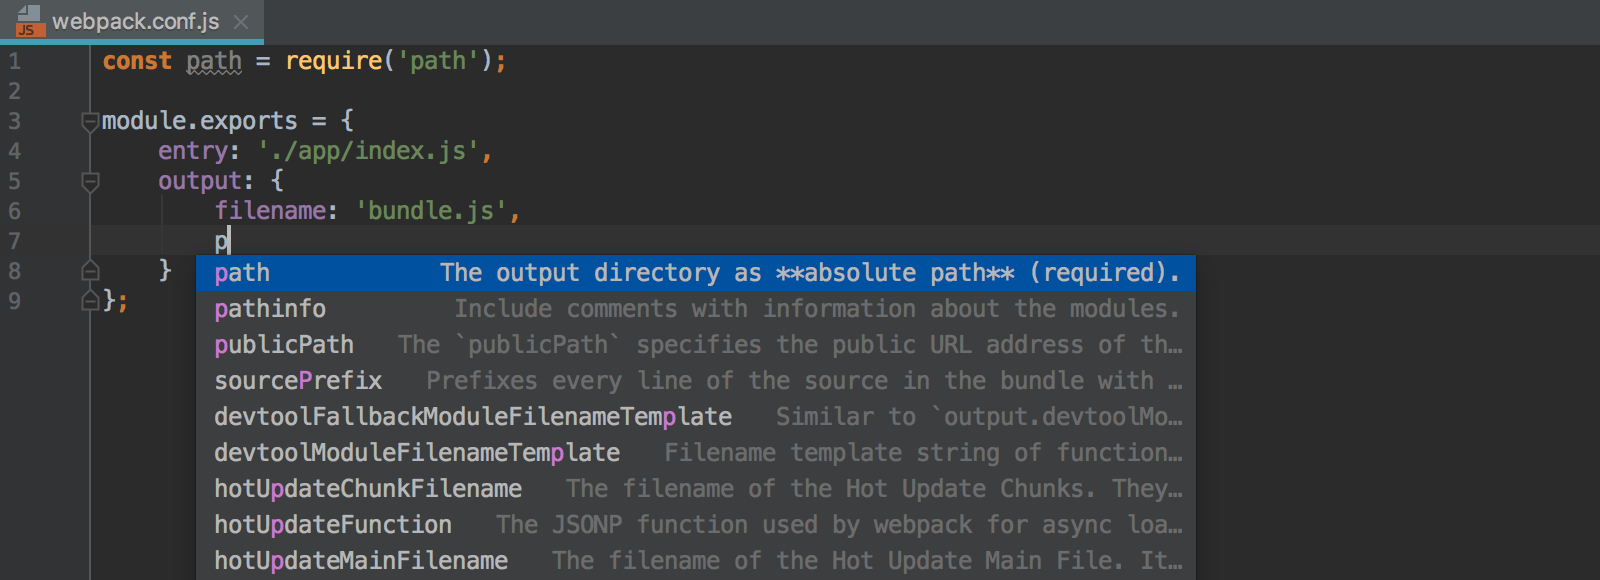 JS webpack.conf.js
1 const path = require('path');
2
3 module.exports = {
4 entry: './app/index.js',
5 output: {
6 filename: 'bundle.js',
7 p
8 }
path The output directory as **absolute path** (required).
9 };
pathinfo Include comments with information about the modules.
publicPath The `publicPath` specifies the public URL address of th…
sourcePrefix Prefixes every line of the source in the bundle with …
devtoolFallbackModuleFilenameTemplate Similar to `output.devtoolMo…
devtoolModuleFilenameTemplate Filename template string of function…
hotUpdateChunkFilename The filename of the Hot Update Chunks. They…
hotUpdateFunction The JSONP function used by webpack for async loa…
hotUpdateMainFilename The filename of the Hot Update Main File. It…